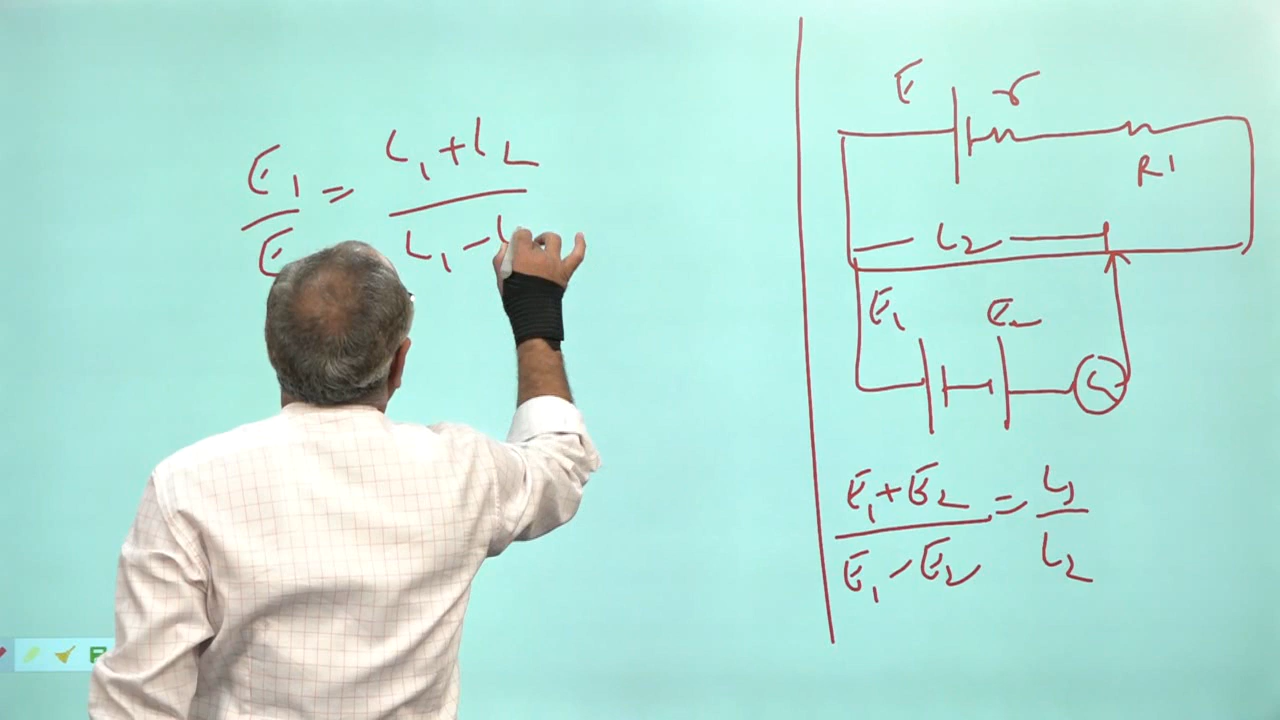 E₁/E = (L₁ + L₂)/(L₁ -
E r
R1
L₂
E₁ E₂
G
(E₁ + E₂)/(E₁ - E₂) = L₁/L₂